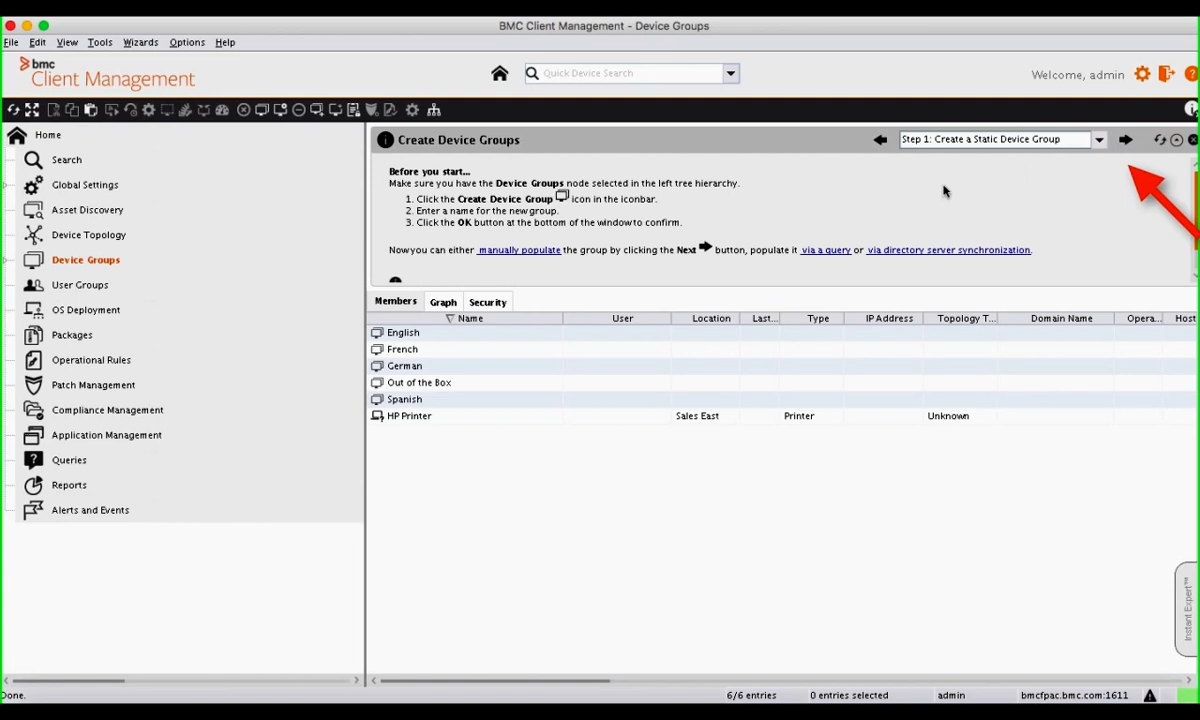 BMC Client Management - Device Groups
File Edit View Tools Wizards Options Help
bmc
Client Management
Quick Device Search
Welcome, admin
Home
Search
Global Settings
Asset Discovery
Device Topology
Device Groups
User Groups
OS Deployment
Packages
Operational Rules
Patch Management
Compliance Management
Application Management
Queries
Reports
Alerts and Events
Create Device Groups
Step 1: Create a Static Device Group
Before you start...
Make sure you have the Device Groups node selected in the left tree hierarchy.
1. Click the Create Device Group icon in the iconbar.
2. Enter a name for the new group.
3. Click the OK button at the bottom of the window to confirm.
Now you can either manually populate the group by clicking the Next button, populate it via a query or via directory server synchronization.
Members Graph Security
Name User Location Last... Type IP Address Topology T... Domain Name Opera... Host
English
French
German
Out of the Box
Spanish
HP Printer Sales East Printer Unknown
Instant Expert™
Done. 6/6 entries 0 entries selected admin bmcfpac.bmc.com:1611